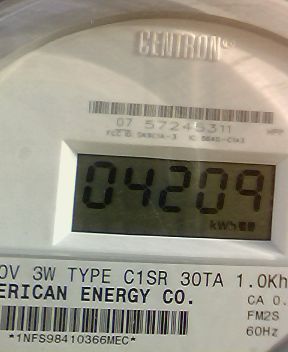 CENTRON®
07 57245311
04209
kWh
0V 3W TYPE C1SR 30TA 1.0Kh
ERICAN ENERGY CO.
CA 0.
FM2S
60Hz
*1NFS98410366MEC*